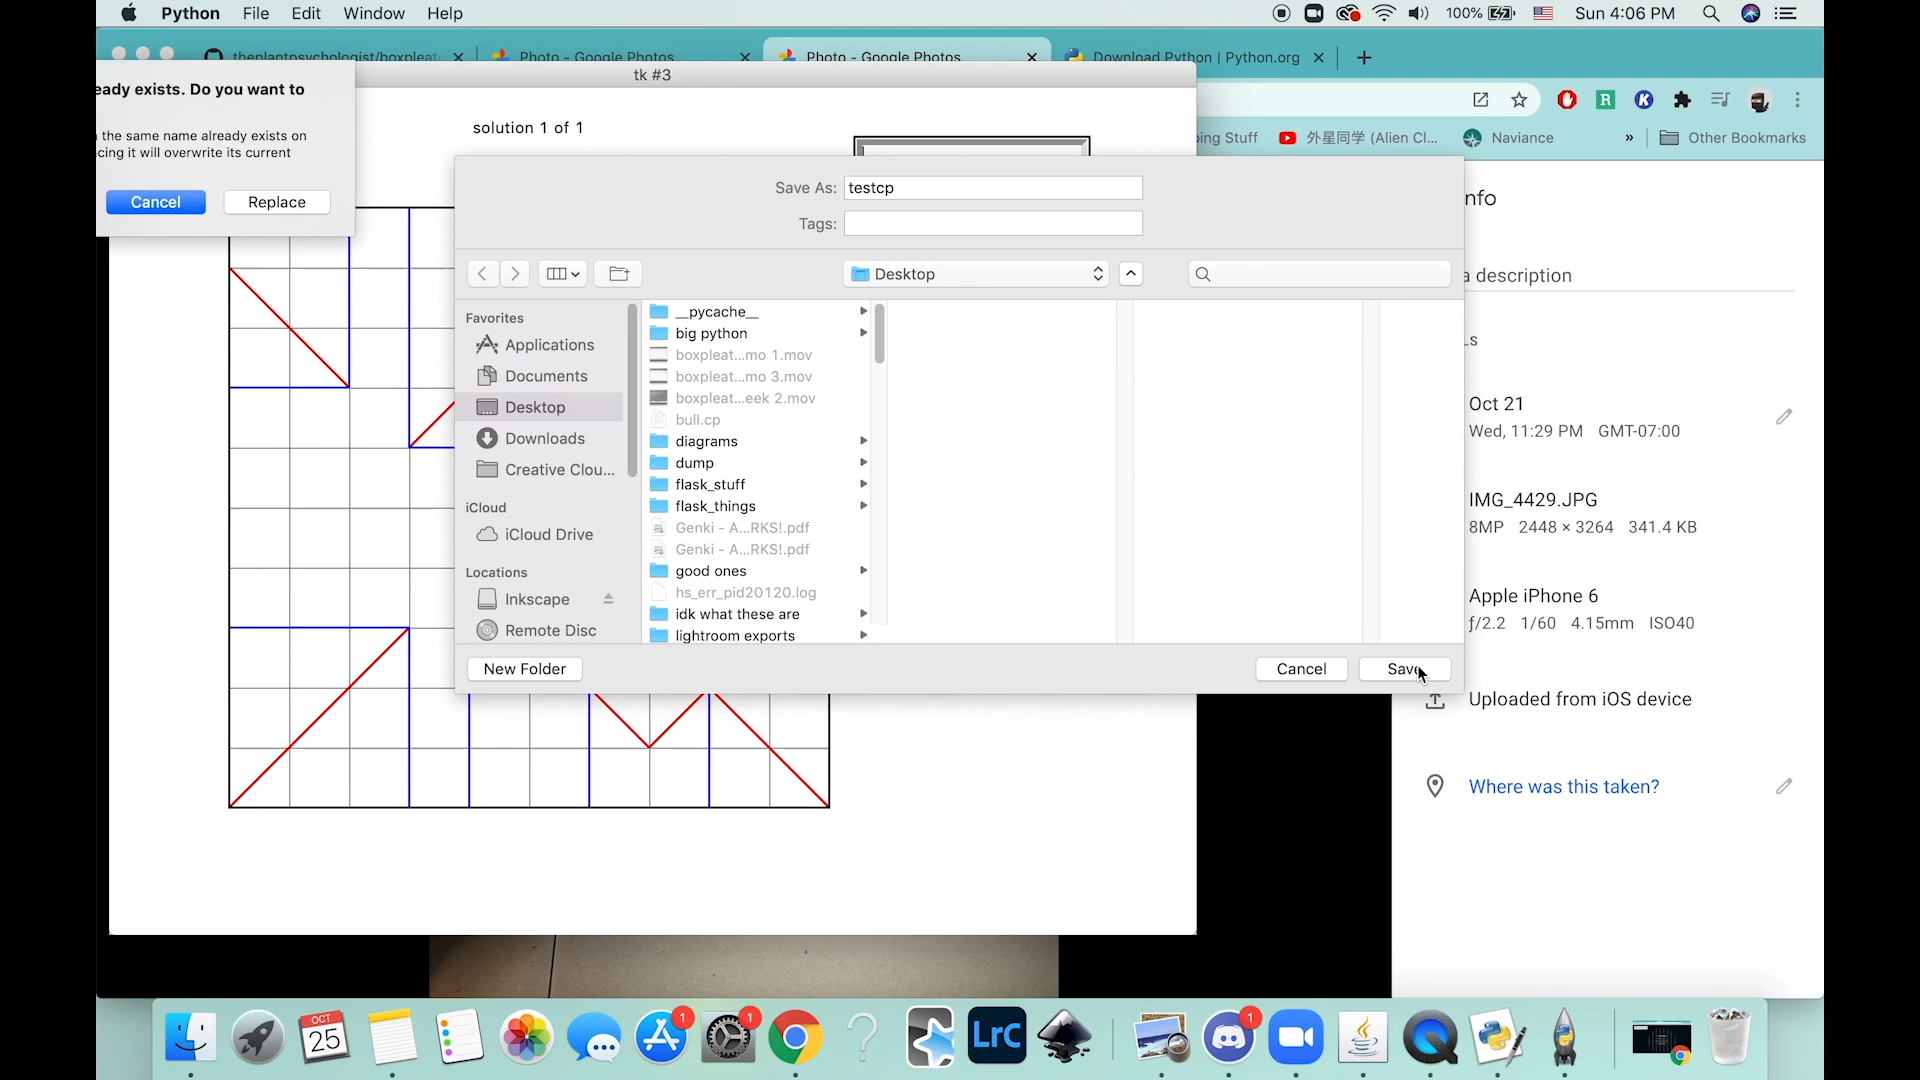 Python File Edit Window Help
100% Sun 4:06 PM
theplantpsychologist/boxpleat
Photo - Google Photos
Photo - Google Photos
Download Python | Python.org
tk #3
eady exists. Do you want to
the same name already exists on
cing it will overwrite its current
Cancel Replace
solution 1 of 1
R K
ing Stuff 外星同学 (Alien Cl... Naviance » Other Bookmarks
Save As: testcp
Tags:
Desktop
Favorites
Applications
Documents
Desktop
Downloads
Creative Clou...
iCloud
iCloud Drive
Locations
Inkscape
Remote Disc
__pycache__
big python
boxpleat...mo 1.mov
boxpleat...mo 3.mov
boxpleat...eek 2.mov
bull.cp
diagrams
dump
flask_stuff
flask_things
Genki - A...RKS!.pdf
Genki - A...RKS!.pdf
good ones
hs_err_pid20120.log
idk what these are
lightroom exports
New Folder
Cancel Save
nfo
a description
LS
Oct 21
Wed, 11:29 PM GMT-07:00
IMG_4429.JPG
8MP 2448 × 3264 341.4 KB
Apple iPhone 6
ƒ/2.2 1/60 4.15mm ISO40
Uploaded from iOS device
Where was this taken?
OCT
25
1
1
?
LrC
1